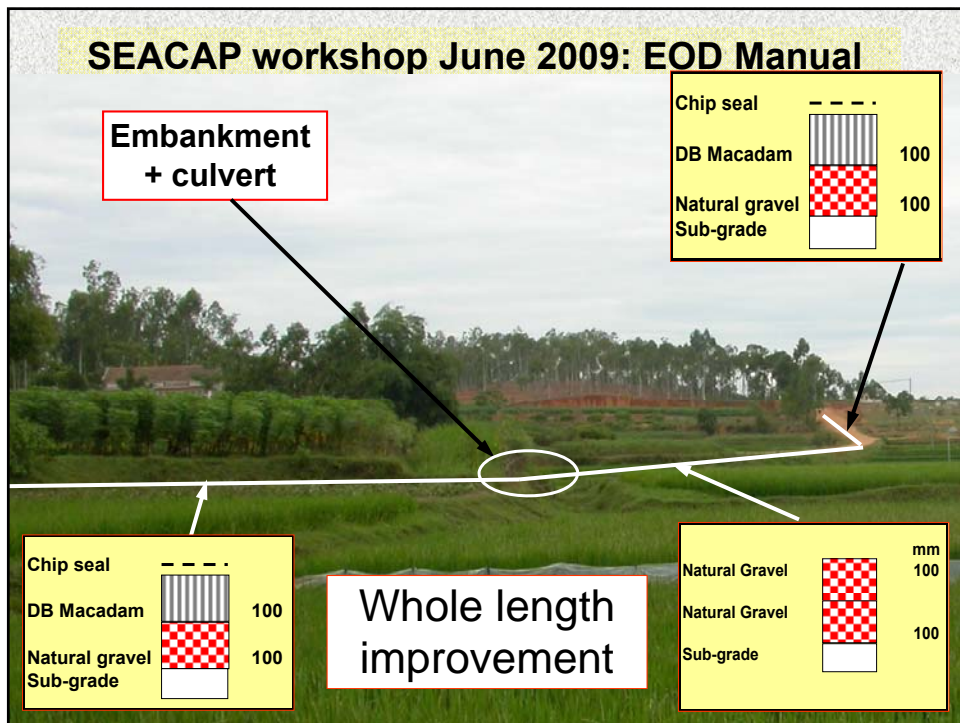 SEACAP workshop June 2009: EOD Manual
Embankment
+ culvert
Chip seal
DB Macadam 100
Natural gravel 100
Sub-grade
Chip seal
DB Macadam 100
Natural gravel 100
Sub-grade
Whole length
improvement
mm
Natural Gravel 100
Natural Gravel
100
Sub-grade